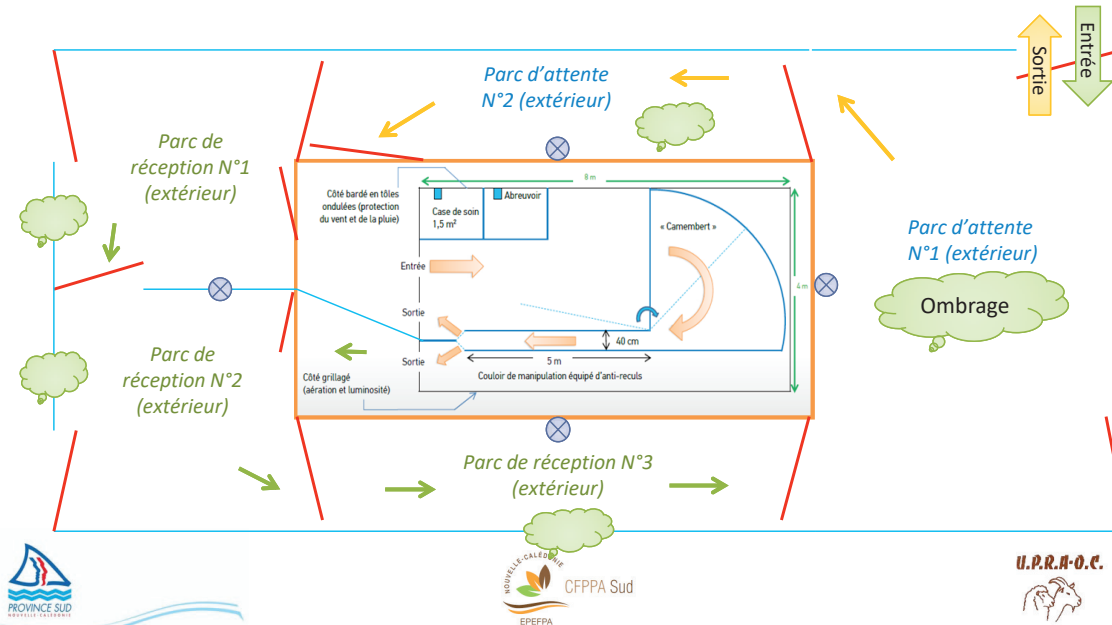 Sortie
Entrée
Parc d'attente
N°2 (extérieur)
Parc de
réception N°1
(extérieur)
Côté bardé en tôles
ondulées (protection
du vent et de la pluie)
8 m
Case de soin
1,5 m²
Abreuvoir
« Camembert »
Parc d'attente
N°1 (extérieur)
4 m
Ombrage
Entrée
Sortie
40 cm
5 m
Sortie
Couloir de manipulation équipé d'anti-reculs
Côté grillagé
(aération et luminosité)
Parc de
réception N°2
(extérieur)
Parc de réception N°3
(extérieur)
PROVINCE SUD
NOUVELLE-CALÉDONIE
NOUVELLE-CALÉDONIE
CFPPA Sud
EPEFPA
U.P.R.A-O.C.